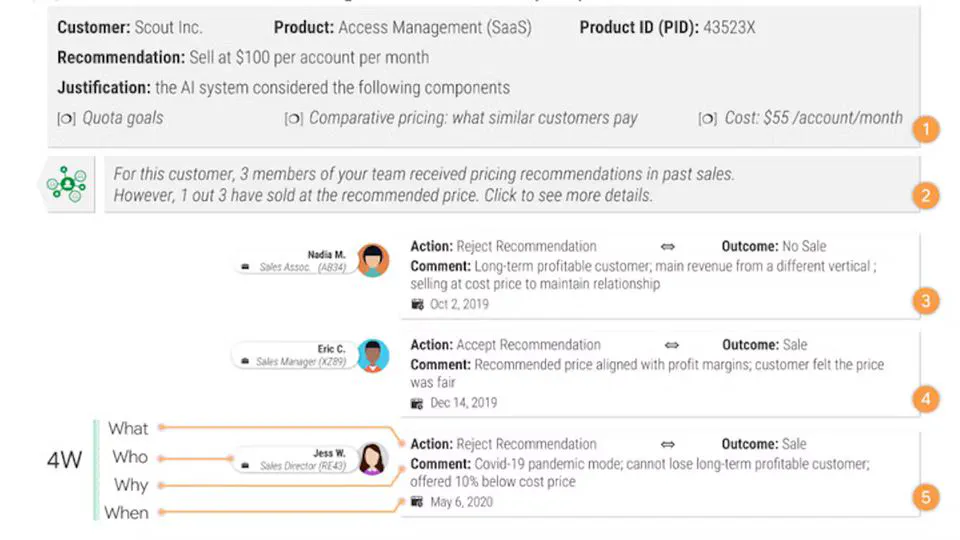 Customer: Scout Inc. Product: Access Management (SaaS) Product ID (PID): 43523X
Recommendation: Sell at $100 per account per month
Justification: the AI system considered the following components
Quota goals Comparative pricing: what similar customers pay Cost: $55 /account/month
1
For this customer, 3 members of your team received pricing recommendations in past sales.
However, 1 out 3 have sold at the recommended price. Click to see more details.
2
Nadia M.
Sales Assoc. (AB34)
Action: Reject Recommendation ⇔ Outcome: No Sale
Comment: Long-term profitable customer; main revenue from a different vertical ;
selling at cost price to maintain relationship
Oct 2, 2019
3
Eric C.
Sales Manager (XZ89)
Action: Accept Recommendation ⇔ Outcome: Sale
Comment: Recommended price aligned with profit margins; customer felt the price
was fair
Dec 14, 2019
4
4W
What
Who
Why
When
Jess W.
Sales Director (RE43)
Action: Reject Recommendation ⇔ Outcome: Sale
Comment: Covid-19 pandemic mode; cannot lose long-term profitable customer;
offered 10% below cost price
May 6, 2020
5